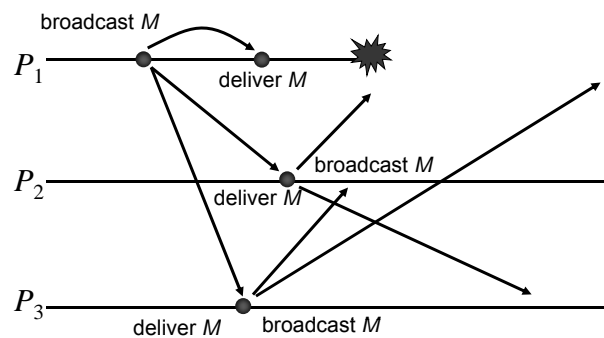 broadcast M
P1
deliver M
broadcast M
P2
deliver M
P3
deliver M broadcast M